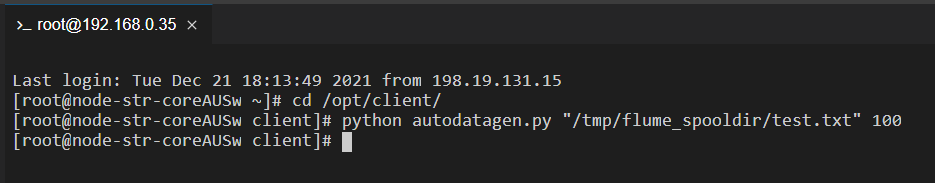 >_ root@192.168.0.35 ×
Last login: Tue Dec 21 18:13:49 2021 from 198.19.131.15
[root@node-str-coreAUSw ~]# cd /opt/client/
[root@node-str-coreAUSw client]# python autodatagen.py "/tmp/flume_spooldir/test.txt" 100
[root@node-str-coreAUSw client]#